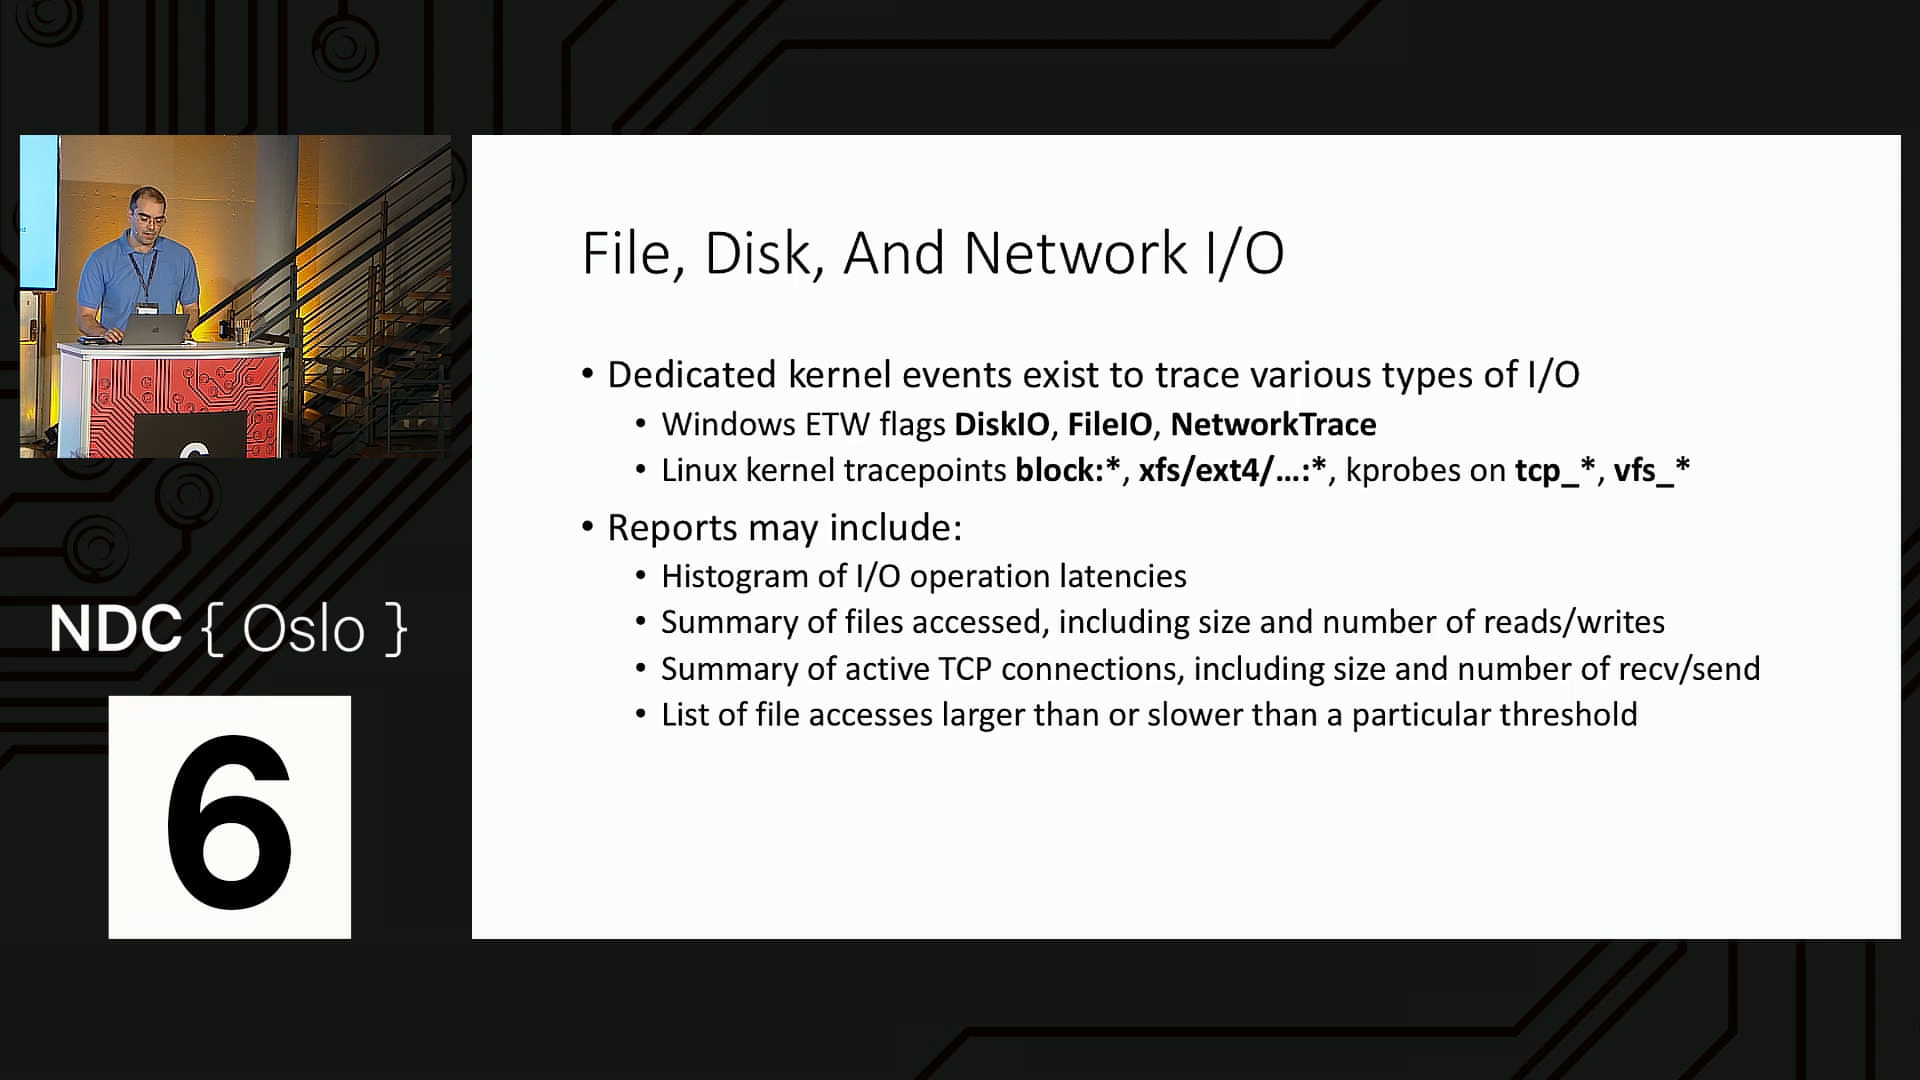 File, Disk, And Network I/O
• Dedicated kernel events exist to trace various types of I/O
• Windows ETW flags DiskIO, FileIO, NetworkTrace
• Linux kernel tracepoints block:*, xfs/ext4/...:*, kprobes on tcp_*, vfs_*
• Reports may include:
• Histogram of I/O operation latencies
• Summary of files accessed, including size and number of reads/writes
• Summary of active TCP connections, including size and number of recv/send
• List of file accesses larger than or slower than a particular threshold
NDC { Oslo }
6